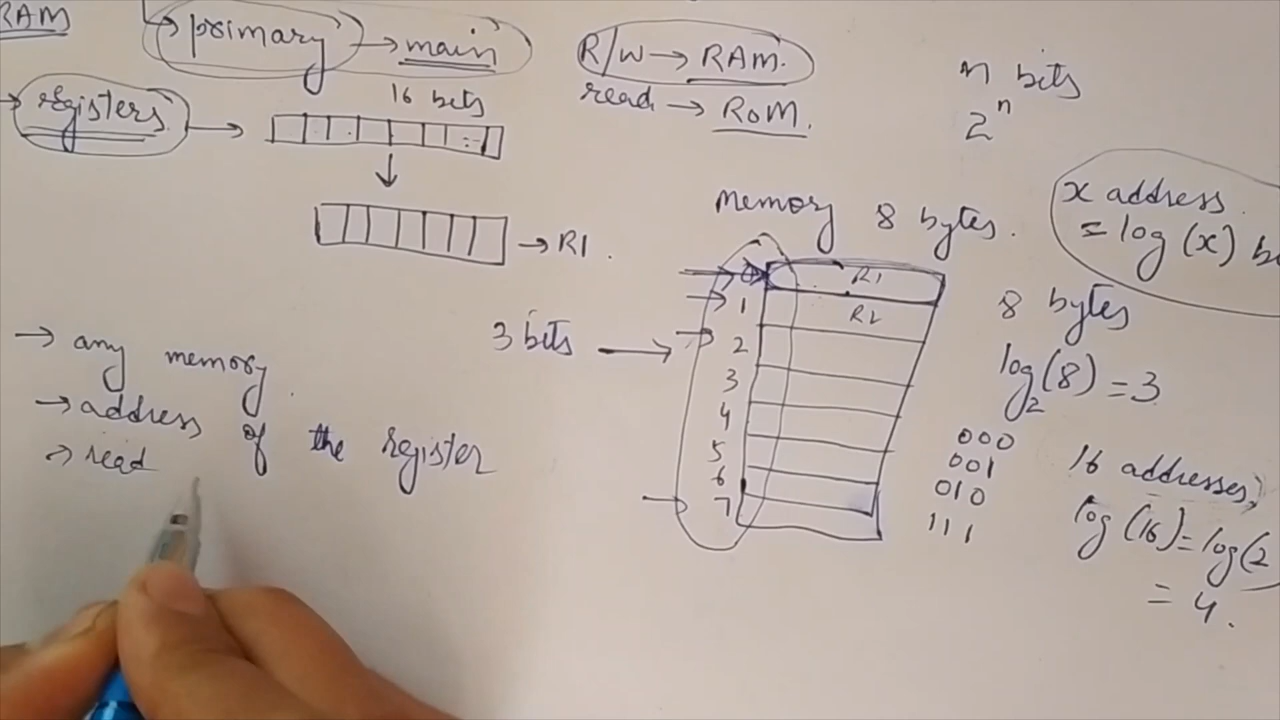 RAM
primary → main
R/W → RAM.
read → ROM.
→ registers →
16 bits
→ R1.
n bits
2^n
memory 8 bytes.
x address.
= log(x)
0 R1
1 R2
2
3
4
5
6
7
3 bits →
8 bytes
log₂(8) = 3
000
001
010
111
16 addresses,
log(16) = log(2
= 4.
→ any memory
→ address of the register
→ read